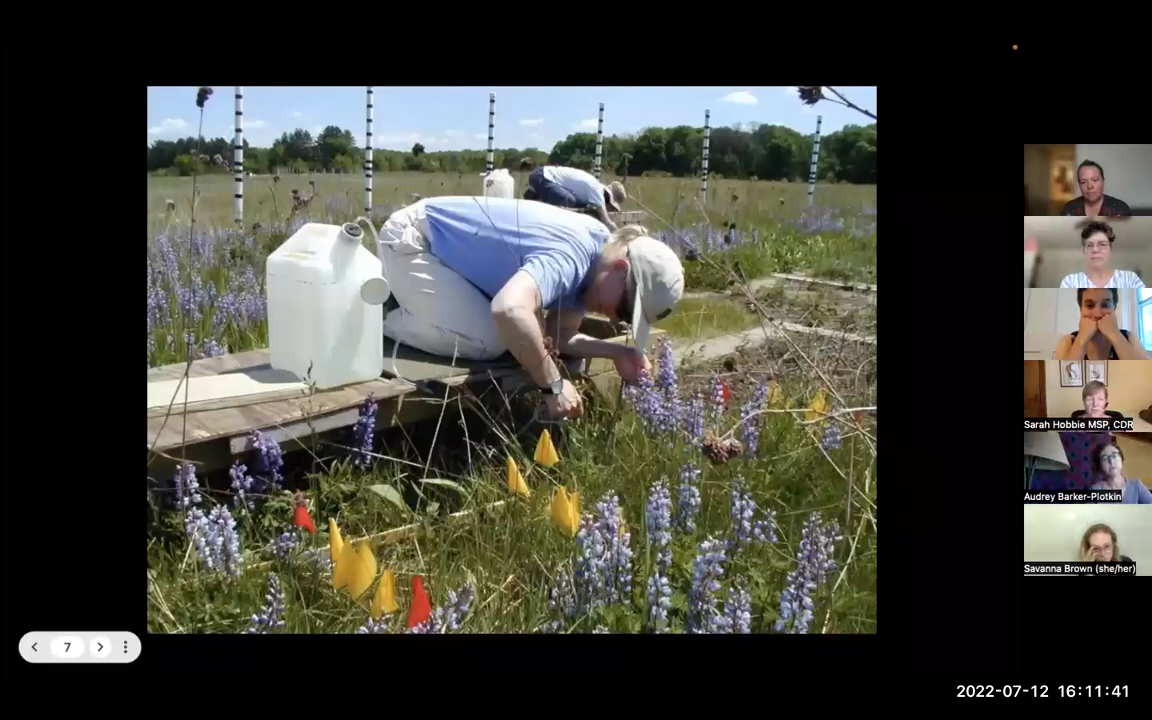 Sarah Hobbie MSP, CDR
Audrey Barker-Plotkin
Savanna Brown (she/her)
7
2022-07-12 16:11:41